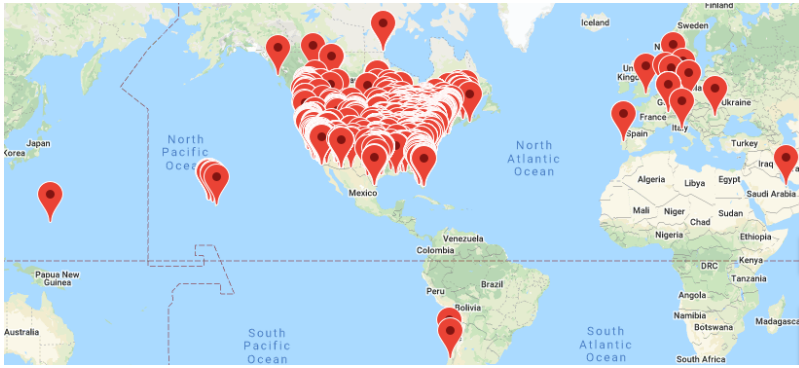 Finland
Iceland
Sweden
Ukraine
France
Italy
Spain
Turkey
Japan
Korea
North
Pacific
Ocean
North
Atlantic
Ocean
Iraq
Algeria
Libya
Egypt
Saudi Arabia
Mexico
Mali
Niger
Chad
Sudan
Nigeria
Ethiopia
Venezuela
Colombia
DRC
Kenya
Papua New
Guinea
Tanzania
Peru
Brazil
Bolivia
Angola
Namibia
Botswana
Madagascar
Australia
South
Pacific
Ocean
South
Atlantic
Ocean
South Africa